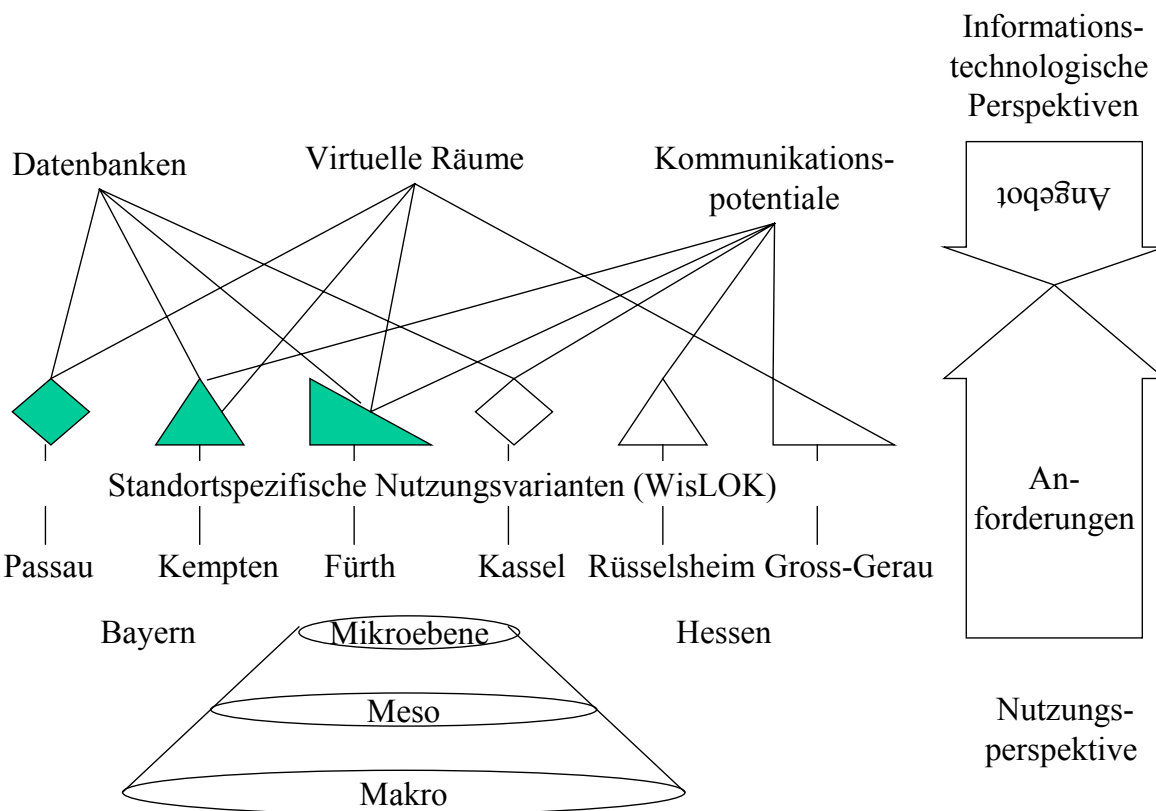 Informations-
technologische
Perspektiven
Datenbanken
Virtuelle Räume
Kommunikations-
potentiale
Angebot
Standortspezifische Nutzungsvarianten (WisLOK)
An-
forderungen
Passau Kempten Fürth Kassel Rüsselsheim Gross-Gerau
Bayern Mikroebene Hessen
Meso
Nutzungs-
perspektive
Makro